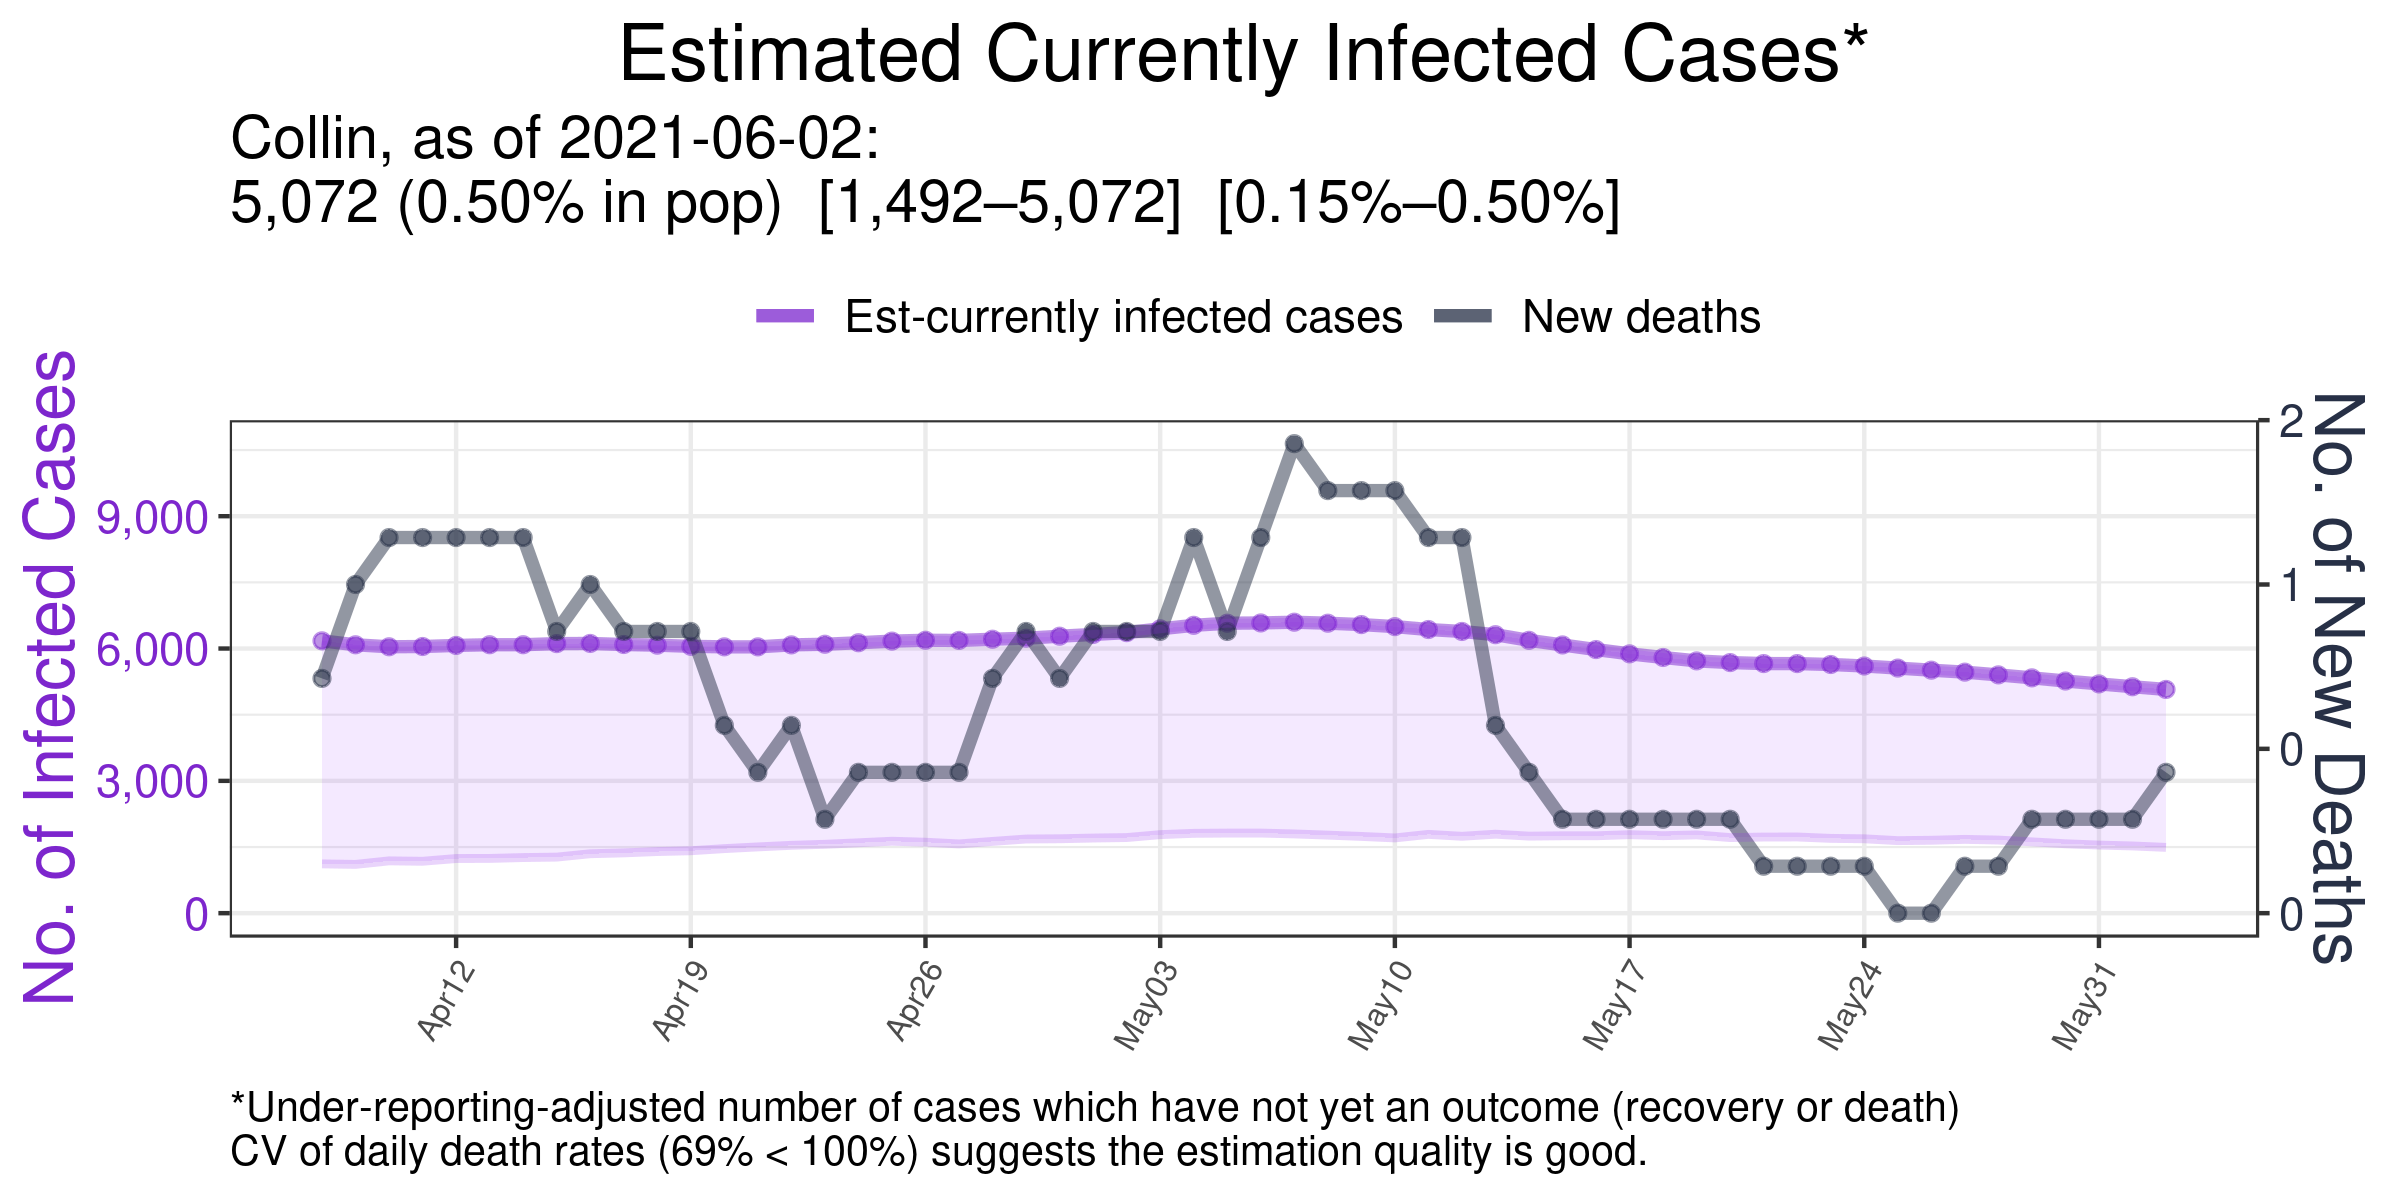 Estimated Currently Infected Cases*
Collin, as of 2021-06-02:
5,072 (0.50% in pop)  [1,492–5,072]  [0.15%–0.50%]
Est-currently infected cases
New deaths
No. of Infected Cases
9,000
6,000
3,000
0
2
1
0
0
No. of New Deaths
Apr12
Apr19
Apr26
May03
May10
May17
May24
May31
*Under-reporting-adjusted number of cases which have not yet an outcome (recovery or death)
CV of daily death rates (69% < 100%) suggests the estimation quality is good.